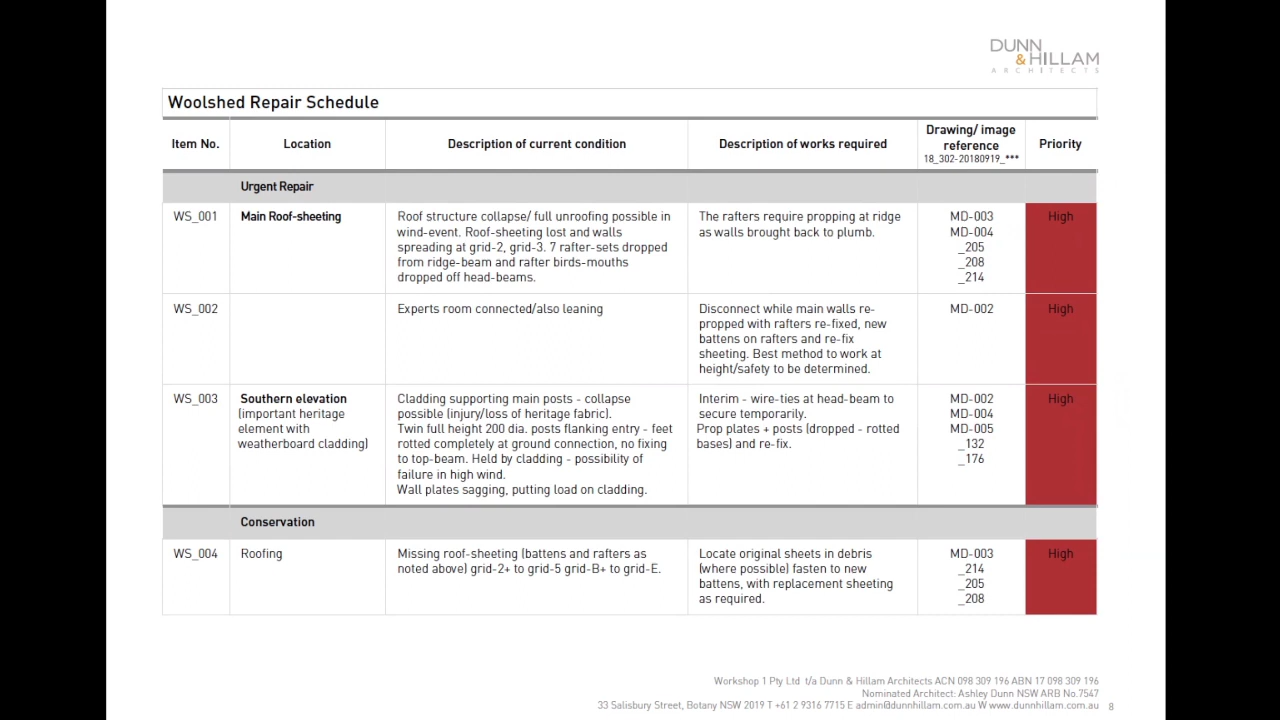 DUNN
&HILLAM
ARCHITECTS
Woolshed Repair Schedule
Item No.
Location
Description of current condition
Description of works required
Drawing/ image
reference
18_302-20180919_***
Priority
Urgent Repair
WS_001
Main Roof-sheeting
Roof structure collapse/ full unroofing possible in
wind-event. Roof-sheeting lost and walls
spreading at grid-2, grid-3. 7 rafter-sets dropped
from ridge-beam and rafter birds-mouths
dropped off head-beams.
The rafters require propping at ridge
as walls brought back to plumb.
MD-003
MD-004
_205
_208
_214
High
WS_002
Experts room connected/also leaning
Disconnect while main walls re-
propped with rafters re-fixed, new
battens on rafters and re-fix
sheeting. Best method to work at
height/safety to be determined.
MD-002
High
WS_003
Southern elevation
(important heritage
element with
weatherboard cladding)
Cladding supporting main posts - collapse
possible (injury/loss of heritage fabric).
Twin full height 200 dia. posts flanking entry - feet
rotted completely at ground connection, no fixing
to top-beam. Held by cladding - possibility of
failure in high wind.
Wall plates sagging, putting load on cladding.
Interim - wire-ties at head-beam to
secure temporarily.
Prop plates + posts (dropped - rotted
bases) and re-fix.
MD-002
MD-004
MD-005
_132
_176
High
Conservation
WS_004
Roofing
Missing roof-sheeting (battens and rafters as
noted above) grid-2+ to grid-5 grid-B+ to grid-E.
Locate original sheets in debris
(where possible) fasten to new
battens, with replacement sheeting
as required.
MD-003
_214
_205
_208
High
Workshop 1 Pty Ltd t/a Dunn & Hillam Architects ACN 098 309 196 ABN 17 098 309 196
Nominated Architect: Ashley Dunn NSW ARB No.7547
33 Salisbury Street, Botany NSW 2019 T +61 2 9316 7715 E admin@dunnhillam.com.au W www.dunnhillam.com.au 8